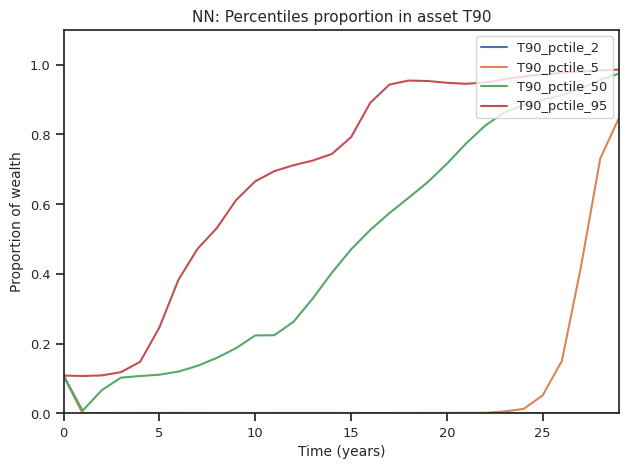 NN: Percentiles proportion in asset T90
T90_pctile_2
T90_pctile_5
T90_pctile_50
T90_pctile_95
Proportion of wealth
1.0
0.8
0.6
0.4
0.2
0.0
0 5 10 15 20 25
Time (years)